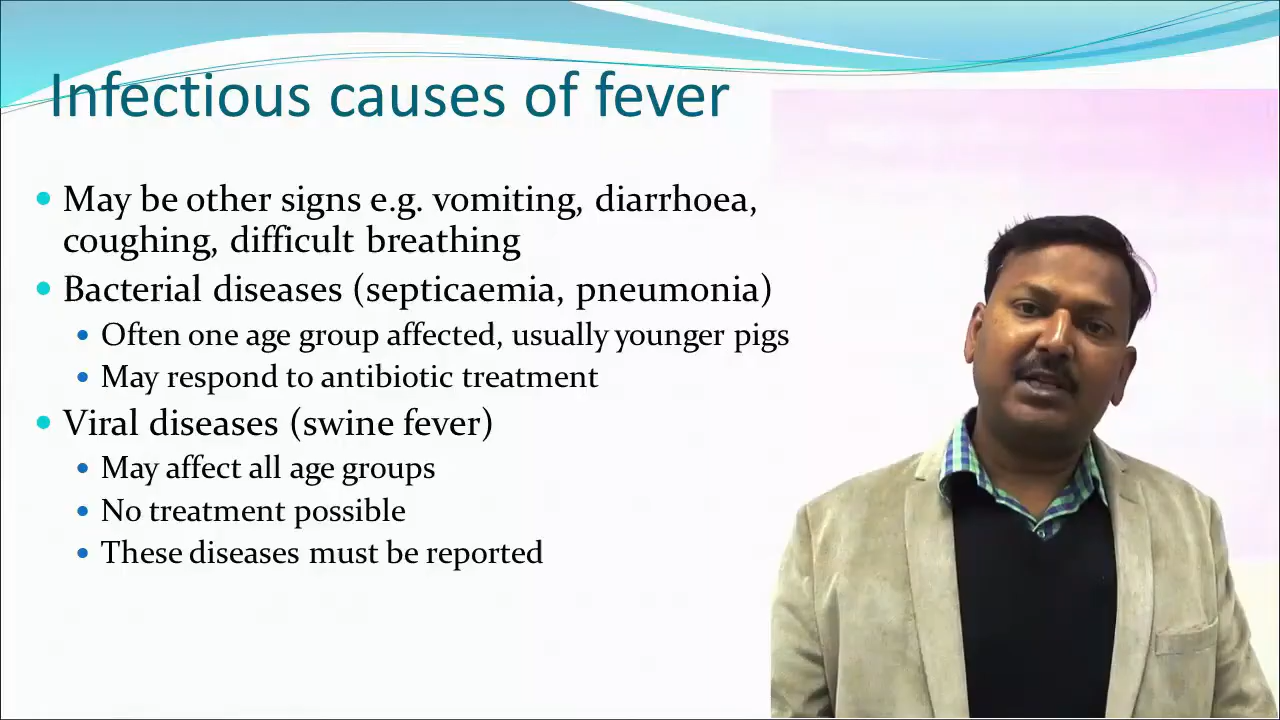 Infectious causes of fever
May be other signs e.g. vomiting, diarrhoea,
coughing, difficult breathing
Bacterial diseases (septicaemia, pneumonia)
Often one age group affected, usually younger pigs
May respond to antibiotic treatment
Viral diseases (swine fever)
May affect all age groups
No treatment possible
These diseases must be reported